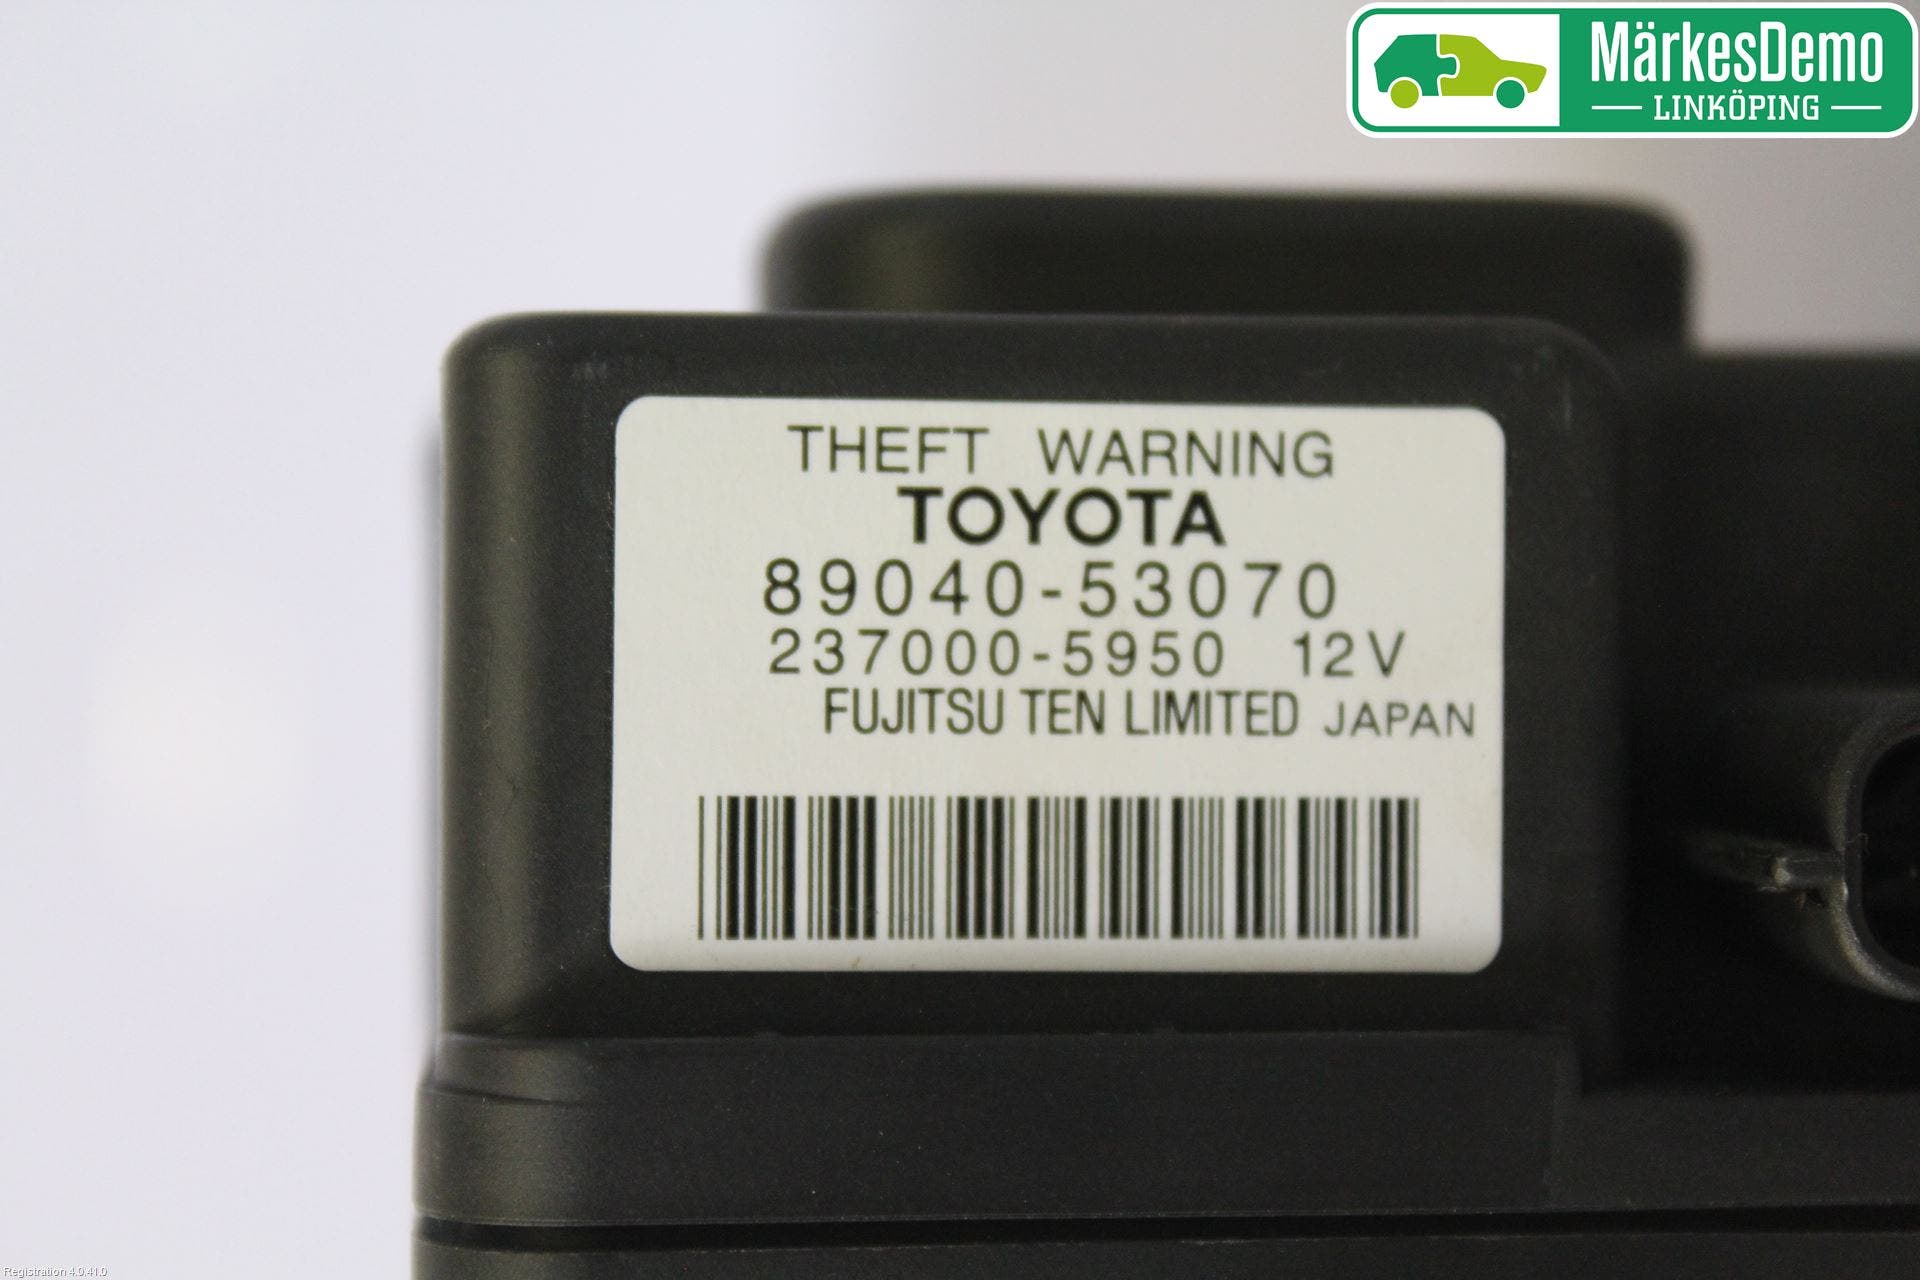 MärkesDemo
LINKÖPING
THEFT WARNING
TOYOTA
89040-53070
237000-5950 12V
FUJITSU TEN LIMITED JAPAN
Registration 4.0.41.0